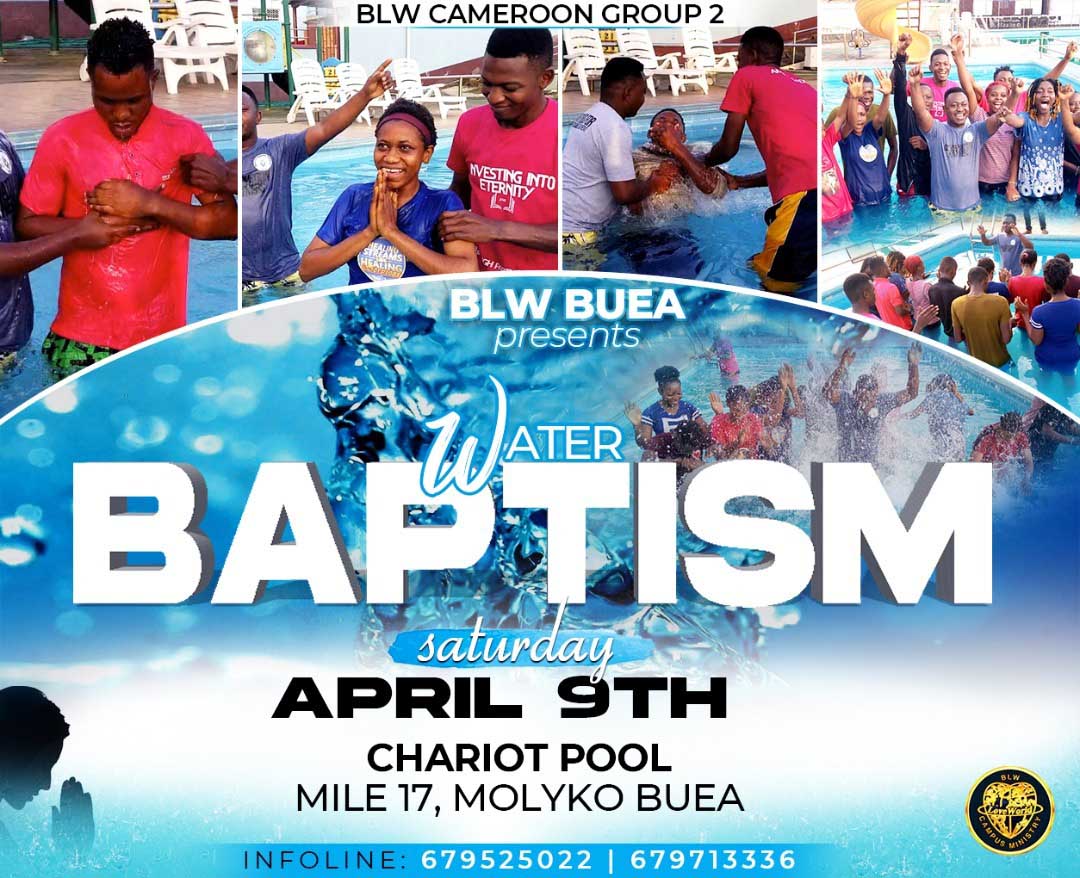 BLW CAMEROON GROUP 2
INVESTING INTO
ETERNITY
HEALING
STREAMS
HEALING
BLW BUEA
presents
WATER
BAPTISM
saturday
APRIL 9TH
CHARIOT POOL
MILE 17, MOLYKO BUEA
BLW
LoveWorld
CAMPUS MINISTRY
INFOLINE: 679525022 | 679713336